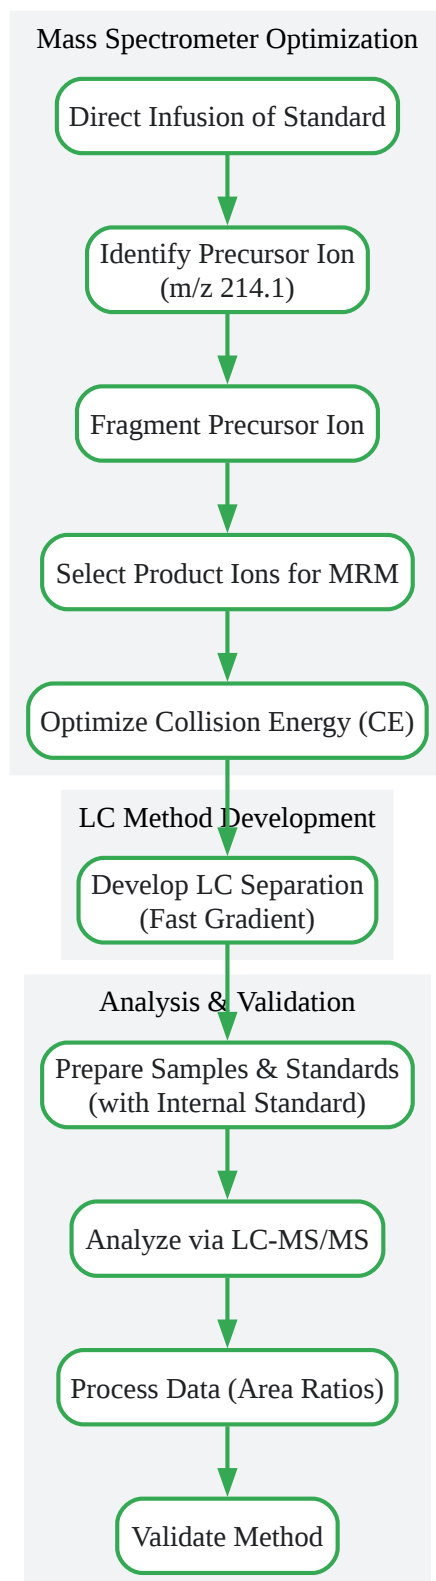 Mass Spectrometer Optimization
Direct Infusion of Standard
Identify Precursor Ion
(m/z 214.1)
Fragment Precursor Ion
Select Product Ions for MRM
Optimize Collision Energy (CE)
LC Method Development
Develop LC Separation
(Fast Gradient)
Analysis & Validation
Prepare Samples & Standards
(with Internal Standard)
Analyze via LC-MS/MS
Process Data (Area Ratios)
Validate Method